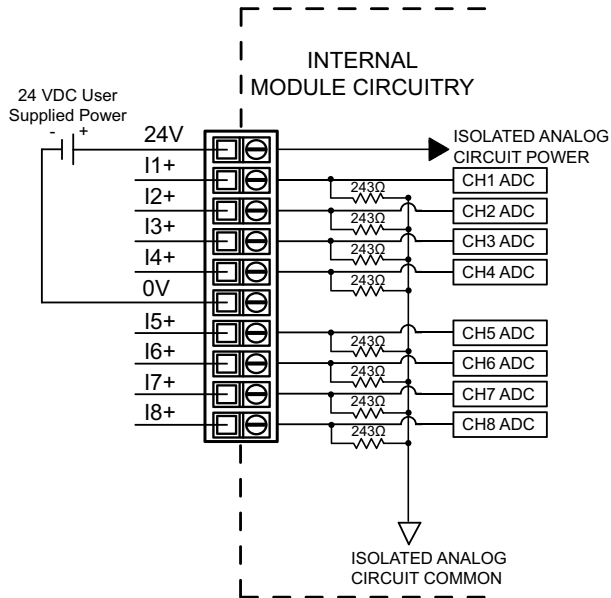 INTERNAL
MODULE CIRCUITRY
24 VDC User
Supplied Power
- +
24V
ISOLATED ANALOG
CIRCUIT POWER
I1+
CH1 ADC
243Ω
I2+
CH2 ADC
243Ω
I3+
CH3 ADC
243Ω
I4+
CH4 ADC
243Ω
0V
I5+
CH5 ADC
243Ω
I6+
CH6 ADC
243Ω
I7+
CH7 ADC
243Ω
I8+
CH8 ADC
243Ω
ISOLATED ANALOG
CIRCUIT COMMON